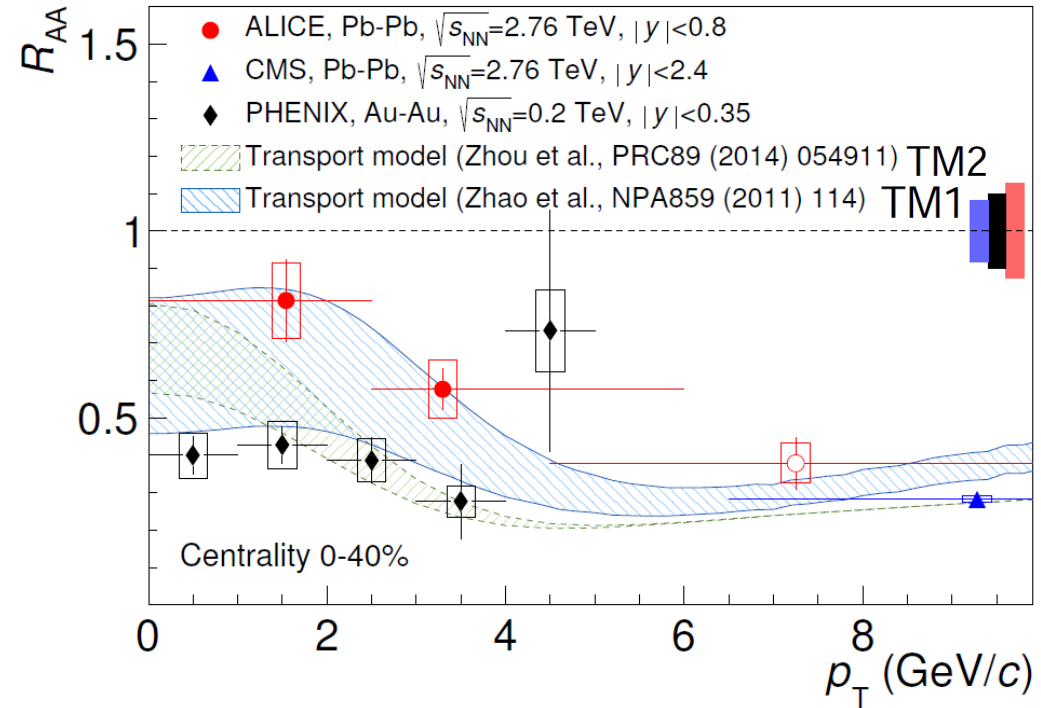 R_AA
1.5
1
0.5
ALICE, Pb-Pb, √s_NN=2.76 TeV, |y|<0.8
CMS, Pb-Pb, √s_NN=2.76 TeV, |y|<2.4
PHENIX, Au-Au, √s_NN=0.2 TeV, |y|<0.35
Transport model (Zhou et al., PRC89 (2014) 054911) TM2
Transport model (Zhao et al., NPA859 (2011) 114) TM1
Centrality 0-40%
0 2 4 6 8
p_T (GeV/c)